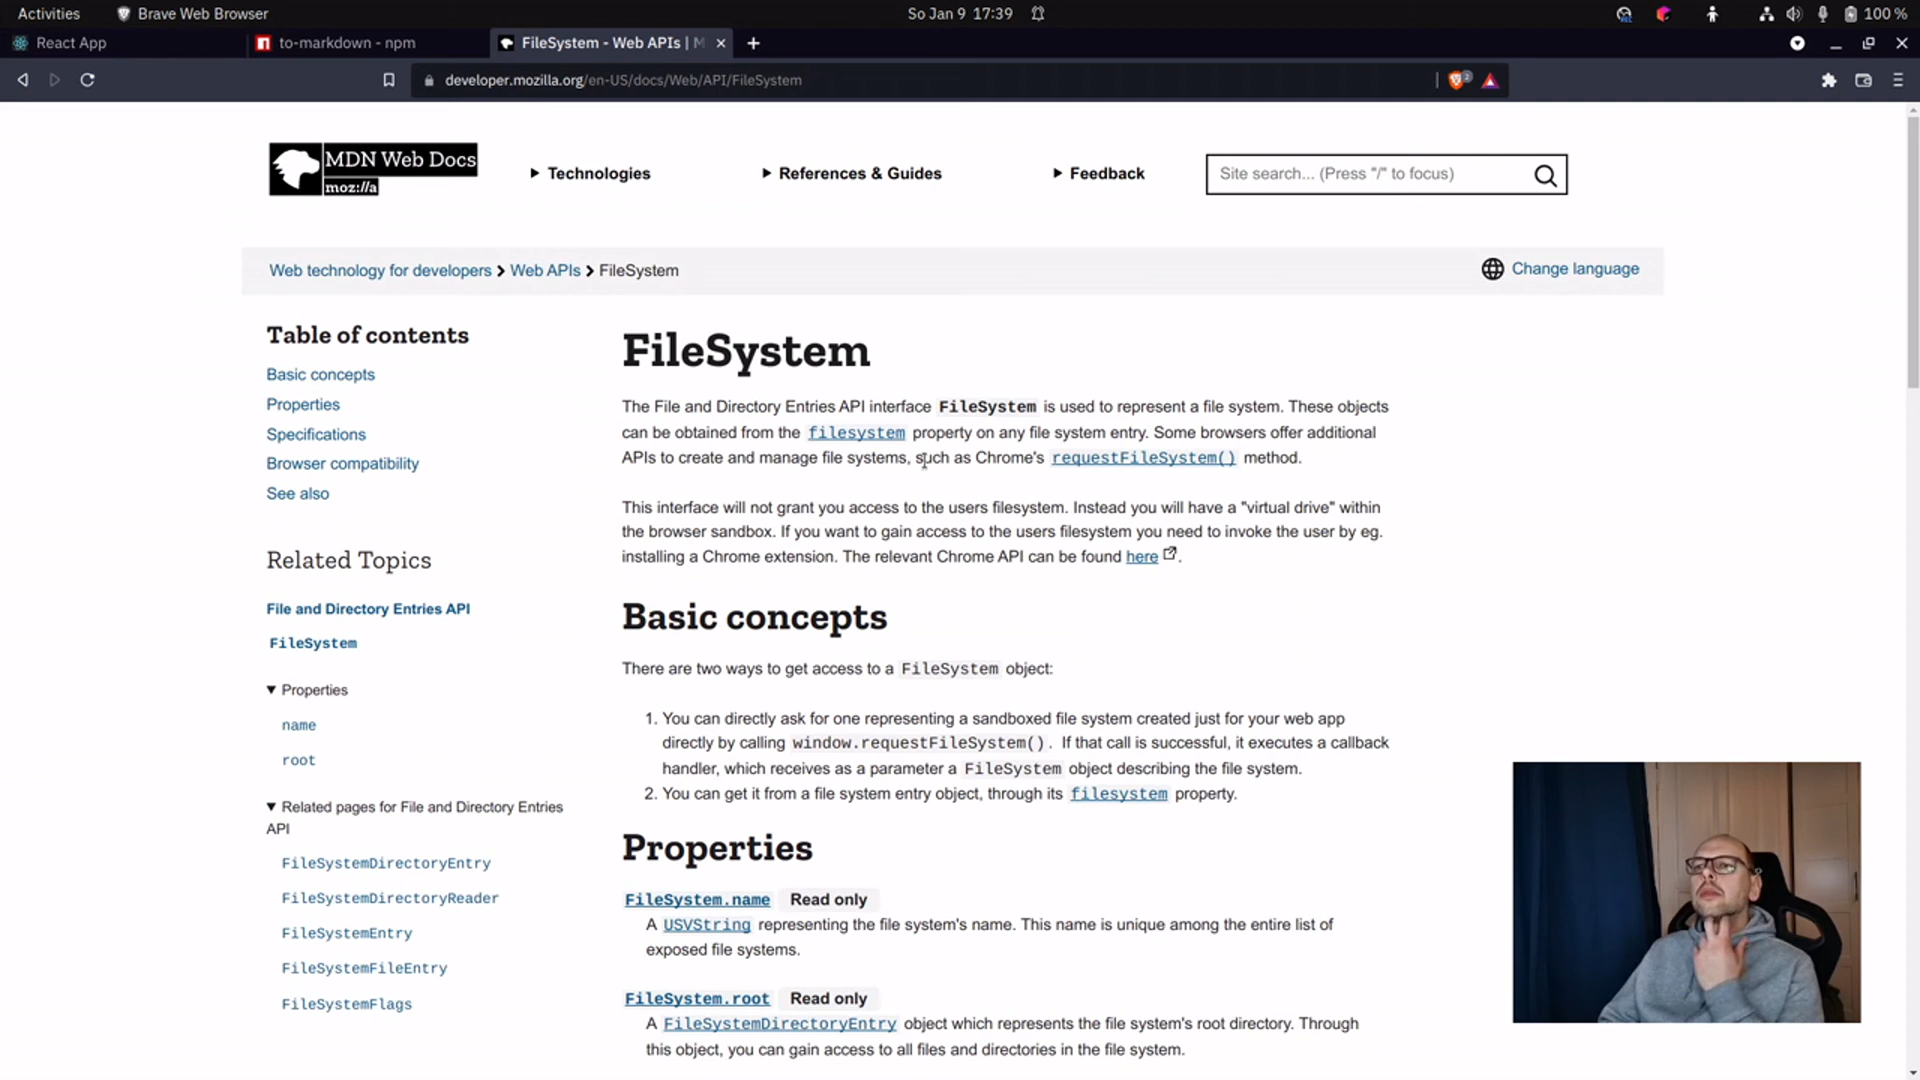 Activities Brave Web Browser So Jan 9 17:39 100 %
React App to-markdown - npm FileSystem - Web APIs | M
developer.mozilla.org/en-US/docs/Web/API/FileSystem 2
MDN Web Docs
moz://a
Technologies References & Guides Feedback Site search... (Press "/" to focus)
Web technology for developers Web APIs FileSystem Change language
Table of contents
Basic concepts
Properties
Specifications
Browser compatibility
See also
Related Topics
File and Directory Entries API
FileSystem
Properties
name
root
Related pages for File and Directory Entries
API
FileSystemDirectoryEntry
FileSystemDirectoryReader
FileSystemEntry
FileSystemFileEntry
FileSystemFlags
FileSystem
The File and Directory Entries API interface FileSystem is used to represent a file system. These objects
can be obtained from the filesystem property on any file system entry. Some browsers offer additional
APIs to create and manage file systems, such as Chrome's requestFileSystem() method.
This interface will not grant you access to the users filesystem. Instead you will have a "virtual drive" within
the browser sandbox. If you want to gain access to the users filesystem you need to invoke the user by eg.
installing a Chrome extension. The relevant Chrome API can be found here.
Basic concepts
There are two ways to get access to a FileSystem object:
1. You can directly ask for one representing a sandboxed file system created just for your web app
directly by calling window.requestFileSystem(). If that call is successful, it executes a callback
handler, which receives as a parameter a FileSystem object describing the file system.
2. You can get it from a file system entry object, through its filesystem property.
Properties
FileSystem.name Read only
A USVString representing the file system's name. This name is unique among the entire list of
exposed file systems.
FileSystem.root Read only
A FileSystemDirectoryEntry object which represents the file system's root directory. Through
this object, you can gain access to all files and directories in the file system.